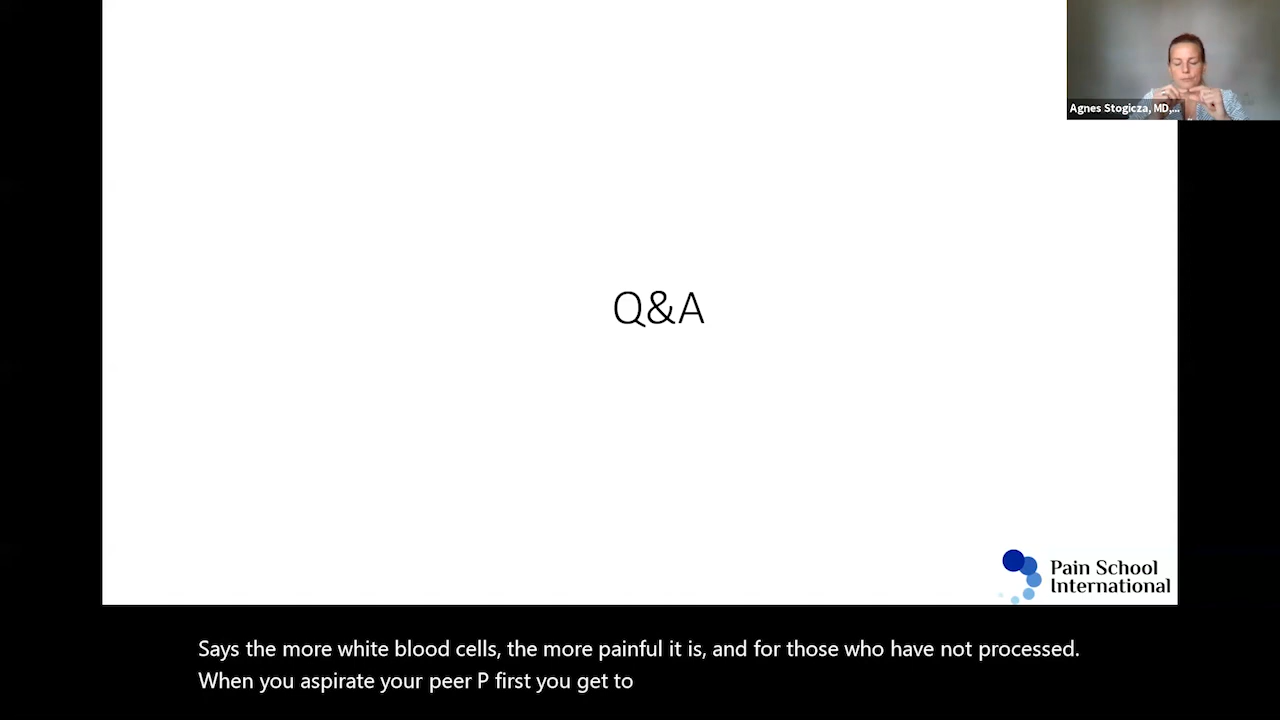 Agnes Stogicza, MD,...
Q&A
Pain School
International
Says the more white blood cells, the more painful it is, and for those who have not processed.
When you aspirate your peer P first you get to